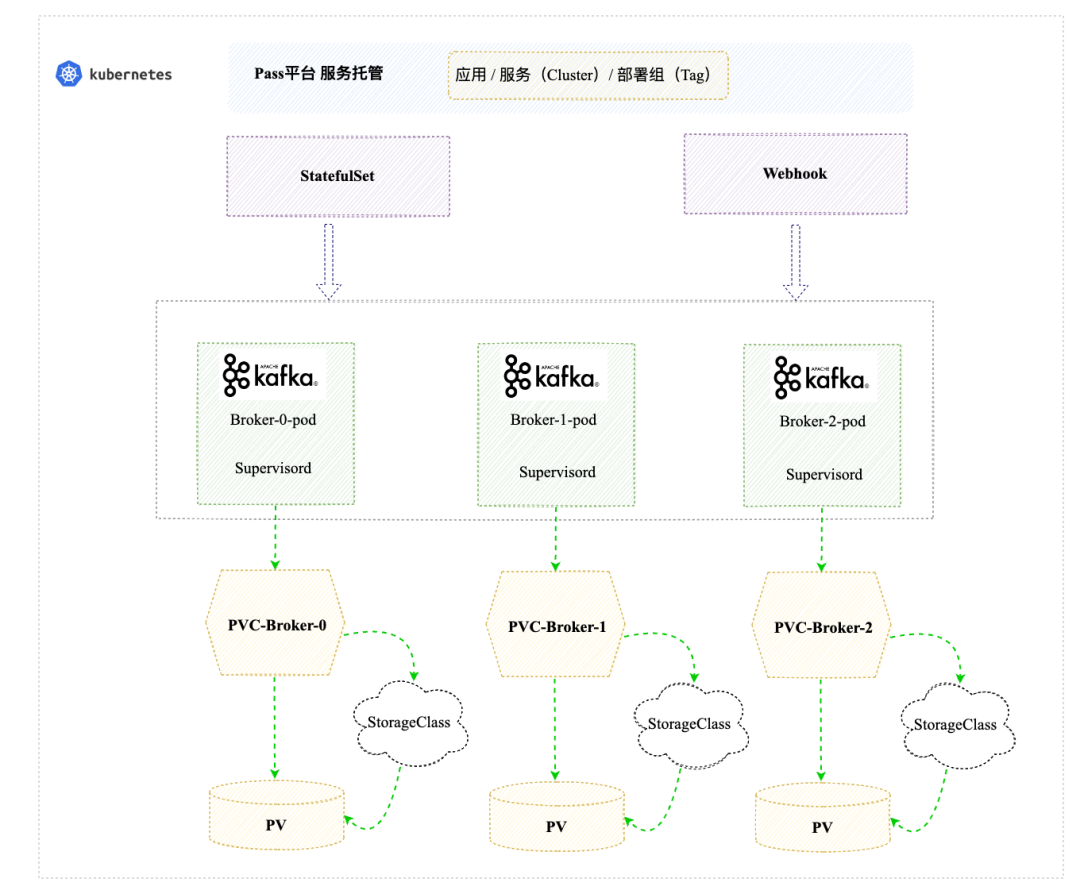 kubernetes
Pass平台 服务托管
应用 / 服务（Cluster）/ 部署组（Tag）
StatefulSet
Webhook
APACHE
kafka®
Broker-0-pod
Supervisord
APACHE
kafka®
Broker-1-pod
Supervisord
APACHE
kafka®
Broker-2-pod
Supervisord
PVC-Broker-0
PVC-Broker-1
PVC-Broker-2
StorageClass
StorageClass
StorageClass
PV
PV
PV